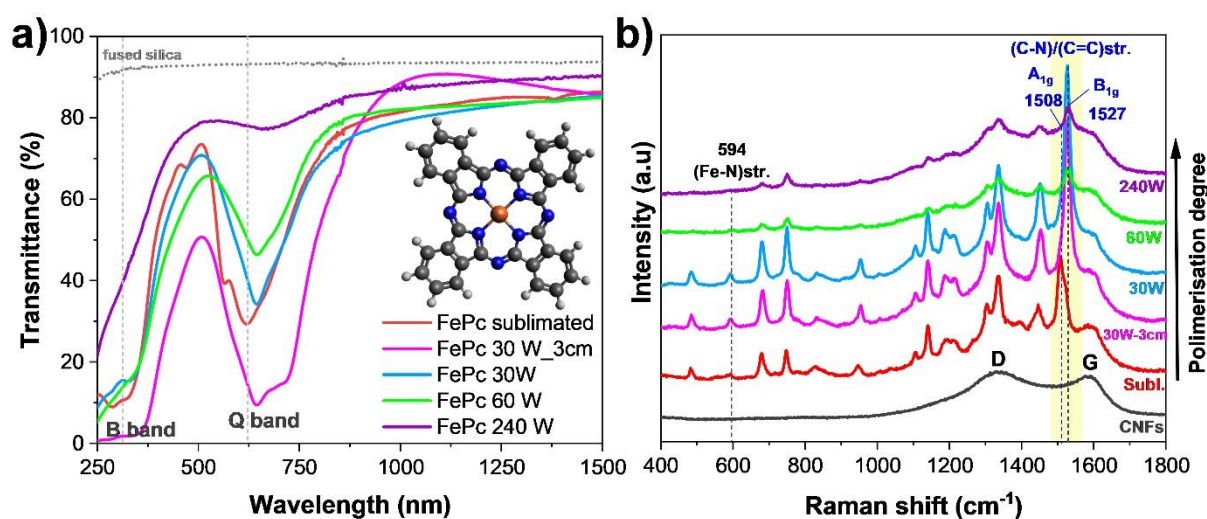 a)
100
80
60
40
20
0
Transmittance (%)
fused silica
FePc sublimated
FePc 30 W_3cm
FePc 30W
FePc 60 W
FePc 240 W
B band
Q band
250
500
750
1000
1250
1500
Wavelength (nm)
b)
(C-N)/(C=C)str.
A1g
1508
B1g
1527
594
(Fe-N)str.
240W
60W
30W
30W-3cm
Subl.
CNFs
D
G
Intensity (a.u)
Polimerisation degree
400
600
800
1000
1200
1400
1600
1800
Raman shift (cm-1)